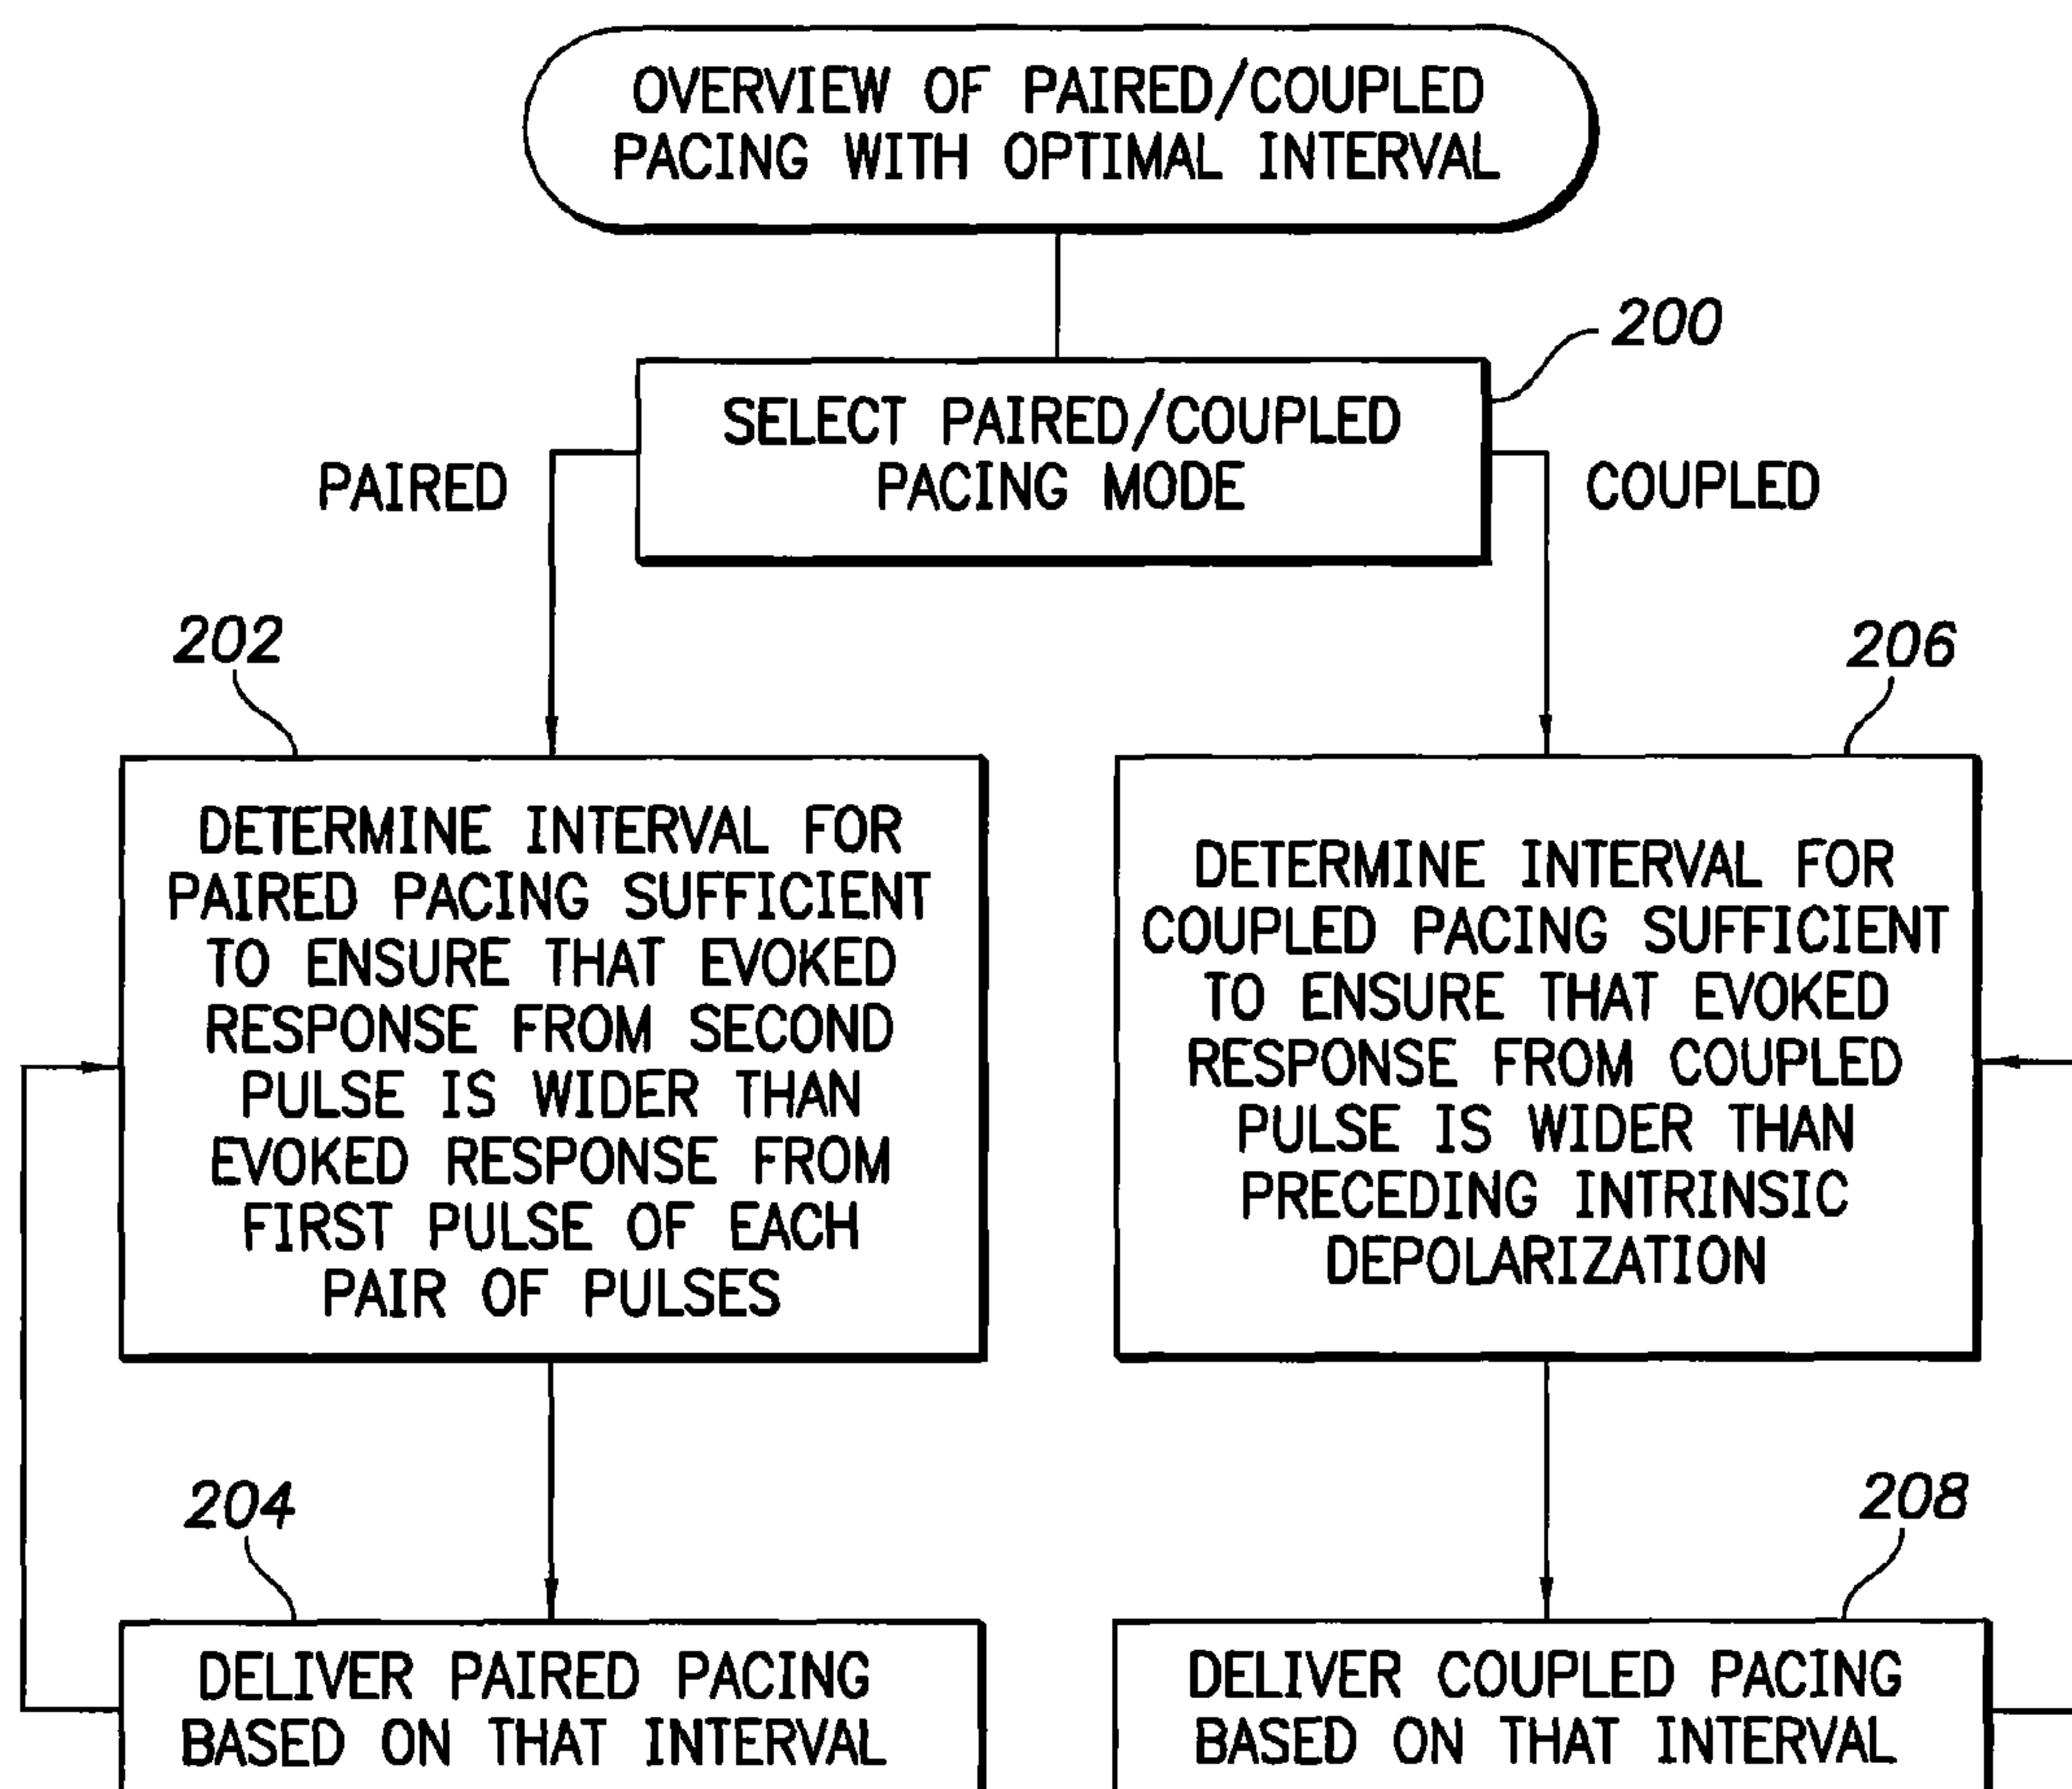 OVERVIEW OF PAIRED/COUPLED
PACING WITH OPTIMAL INTERVAL
200
SELECT PAIRED/COUPLED
PACING MODE
PAIRED
COUPLED
202
DETERMINE INTERVAL FOR
PAIRED PACING SUFFICIENT
TO ENSURE THAT EVOKED
RESPONSE FROM SECOND
PULSE IS WIDER THAN
EVOKED RESPONSE FROM
FIRST PULSE OF EACH
PAIR OF PULSES
206
DETERMINE INTERVAL FOR
COUPLED PACING SUFFICIENT
TO ENSURE THAT EVOKED
RESPONSE FROM COUPLED
PULSE IS WIDER THAN
PRECEDING INTRINSIC
DEPOLARIZATION
204
DELIVER PAIRED PACING
BASED ON THAT INTERVAL
208
DELIVER COUPLED PACING
BASED ON THAT INTERVAL